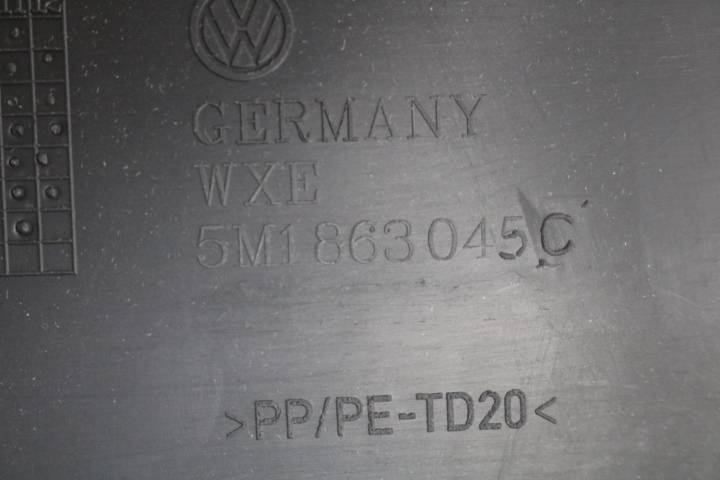 GERMANY
WXE
5M1 863 045 C
>PP/PE-TD20<